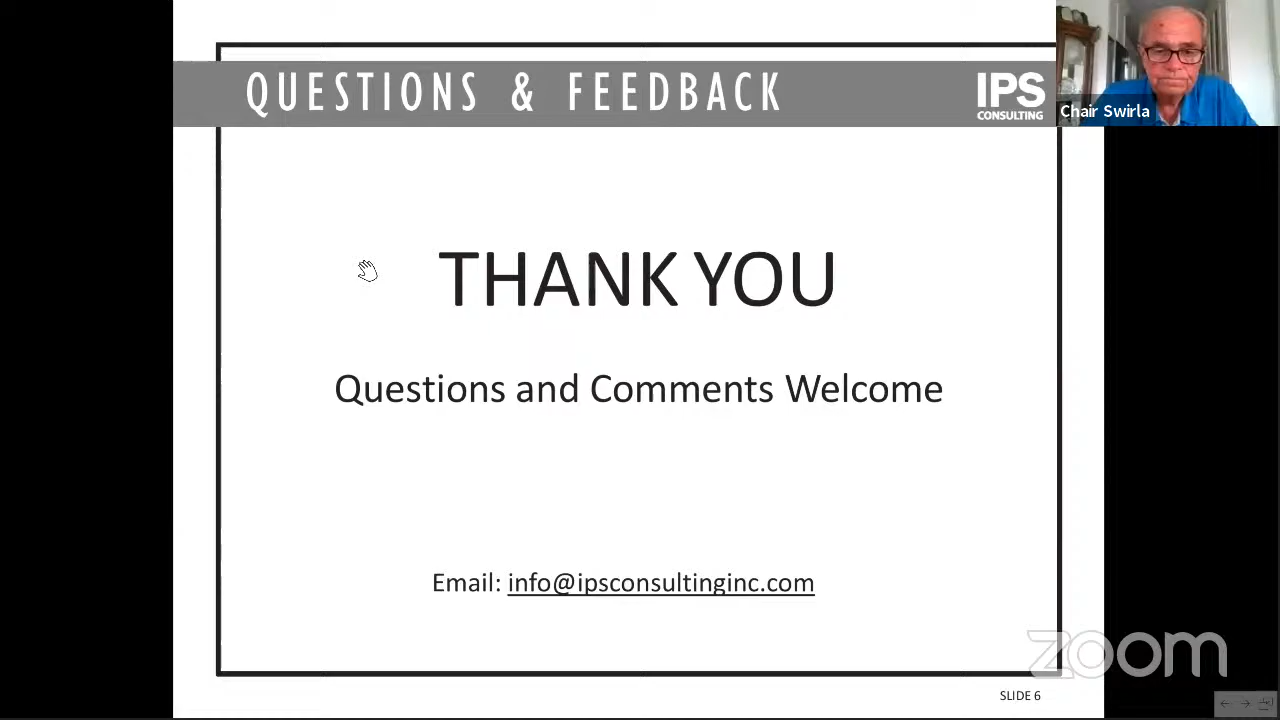 QUESTIONS & FEEDBACK
IPS
CONSULTING
Chair Swirla
THANK YOU
Questions and Comments Welcome
Email: info@ipsconsultinginc.com
zoom
SLIDE 6